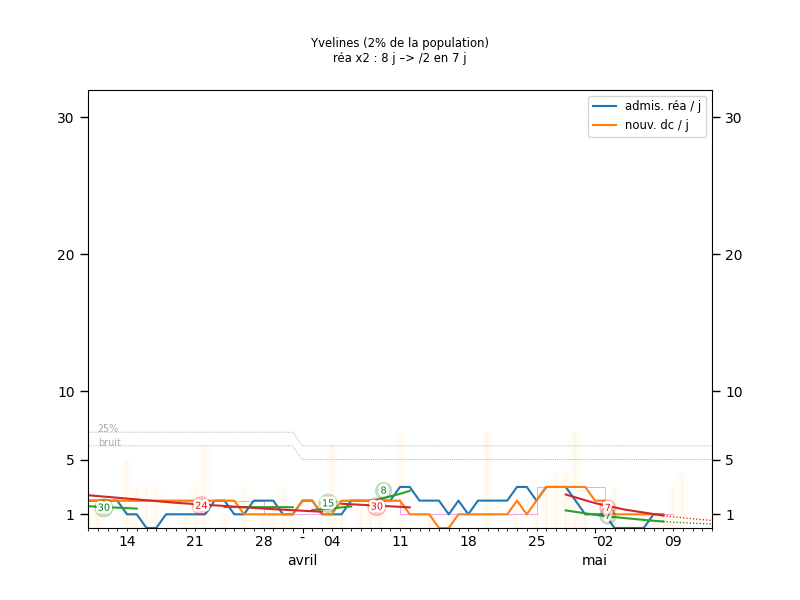 Yvelines (2% de la population)
réa x2 : 8 j –> /2 en 7 j
admis. réa / j
nouv. dc / j
30 30
20 20
10 10
25%
bruit
5 5
8
30 24 15 30 7
1 1
14 21 28 - 04 11 18 25 -02 09
avril mai